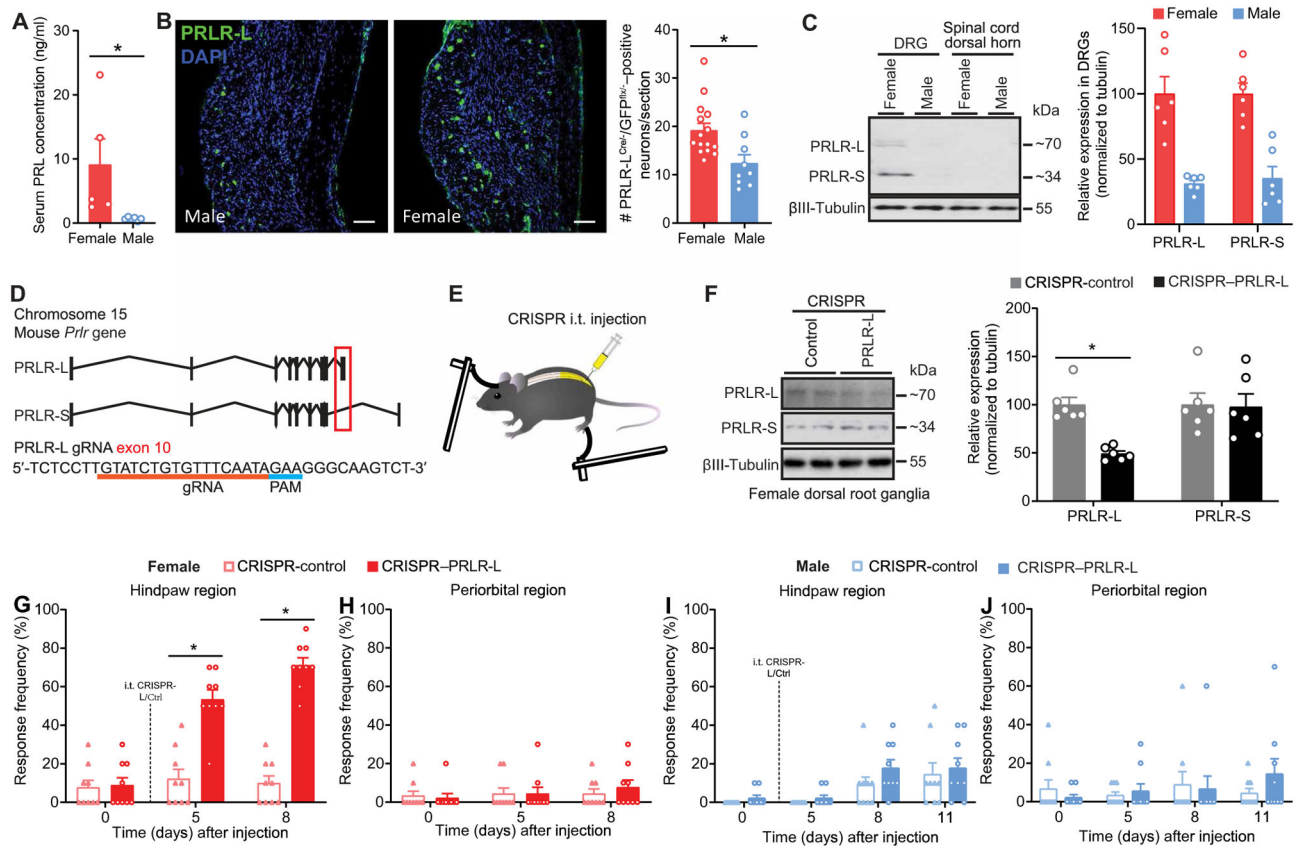 A
Serum PRL concentration (ng/ml)
30
20
10
0
*
Female
Male
B
PRLR-L
DAPI
Male
Female
# PRLR-L^Cre/-/GFP^flx/-–positive
neurons/section
40
30
20
10
0
*
Female
Male
C
DRG
Spinal cord
dorsal horn
Female
Male
Female
Male
kDa
PRLR-L
~70
PRLR-S
~34
βIII-Tubulin
55
Female
Male
Relative expression in DRGs
(normalized to tubulin)
150
100
50
0
PRLR-L
PRLR-S
D
Chromosome 15
Mouse Prlr gene
PRLR-L
PRLR-S
PRLR-L gRNA exon 10
5′-TCTCCTTGTATCTGTGTTTCAATAGAAGGGCAAGTCT-3′
gRNA
PAM
E
CRISPR i.t. injection
F
CRISPR
Control
PRLR-L
kDa
PRLR-L
~70
PRLR-S
~34
βIII-Tubulin
55
Female dorsal root ganglia
CRISPR-control
CRISPR–PRLR-L
Relative expression
(normalized to tubulin)
200
150
100
50
0
*
PRLR-L
PRLR-S
Female
CRISPR-control
CRISPR–PRLR-L
G
Hindpaw region
Response frequency (%)
100
80
60
40
20
0
i.t. CRISPR-
L/Ctrl
*
*
0
5
8
Time (days) after injection
H
Periorbital region
Response frequency (%)
100
80
60
40
20
0
0
5
8
Time (days) after injection
Male
CRISPR-control
CRISPR–PRLR-L
I
Hindpaw region
Response frequency (%)
100
80
60
40
20
0
i.t. CRISPR-
L/Ctrl
0
5
8
11
Time (days) after injection
J
Periorbital region
Response frequency (%)
100
80
60
40
20
0
0
5
8
11
Time (days) after injection